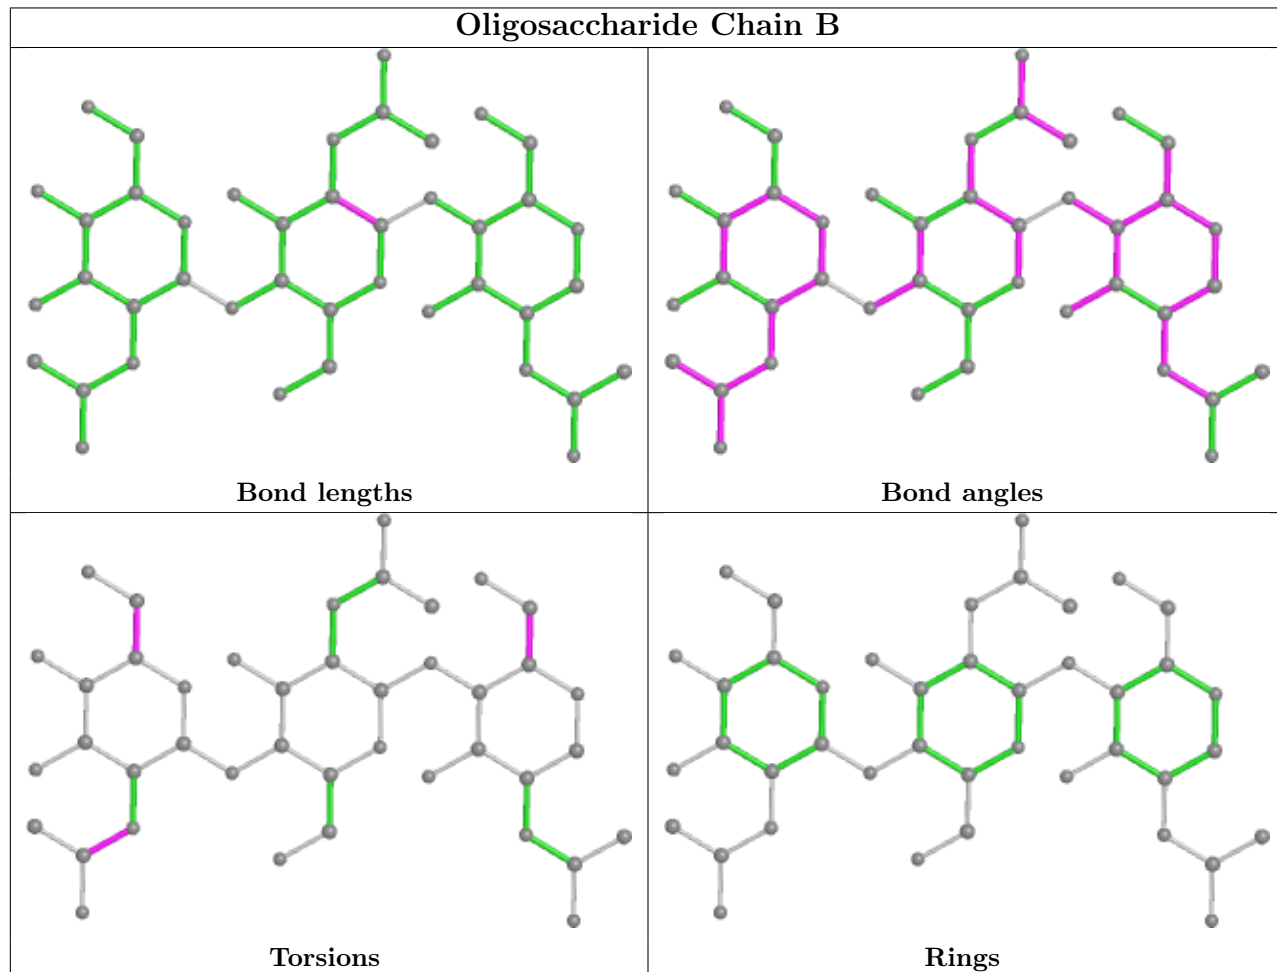 Oligosaccharide Chain B
Bond lengths
Bond angles
Torsions
Rings